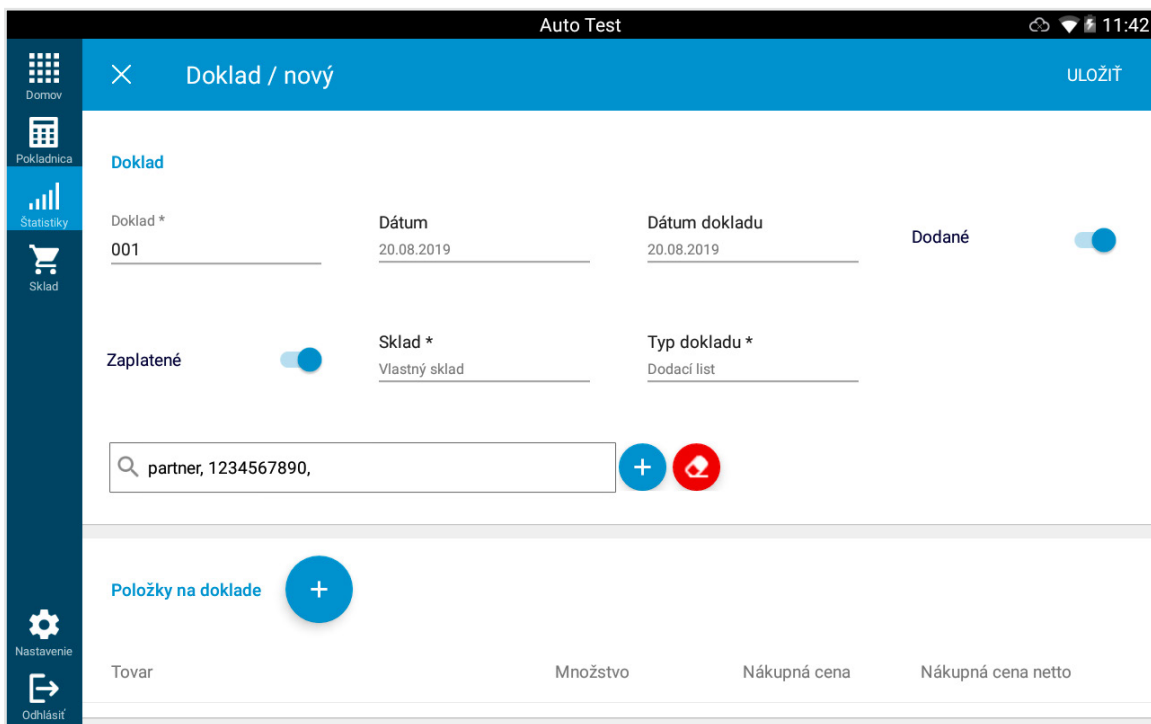 Auto Test
11:42
Domov
Pokladnica
Štatistiky
Sklad
Nastavenie
Odhlásiť
Doklad / nový
ULOŽIŤ
Doklad
Doklad *
001
Dátum
20.08.2019
Dátum dokladu
20.08.2019
Dodané
Zaplatené
Sklad *
Vlastný sklad
Typ dokladu *
Dodací list
partner, 1234567890,
Položky na doklade
Tovar
Množstvo
Nákupná cena
Nákupná cena netto